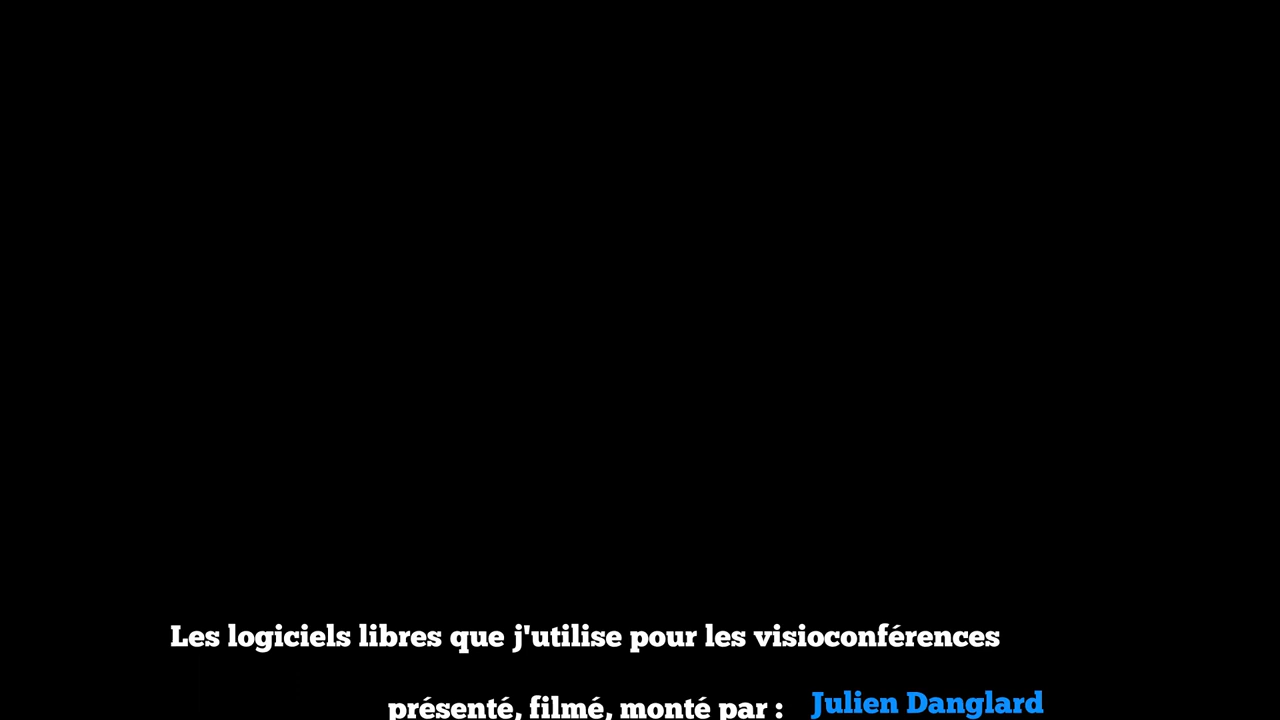 Les logiciels libres que j'utilise pour les visioconférences
présenté, filmé, monté par : Julien Danglard